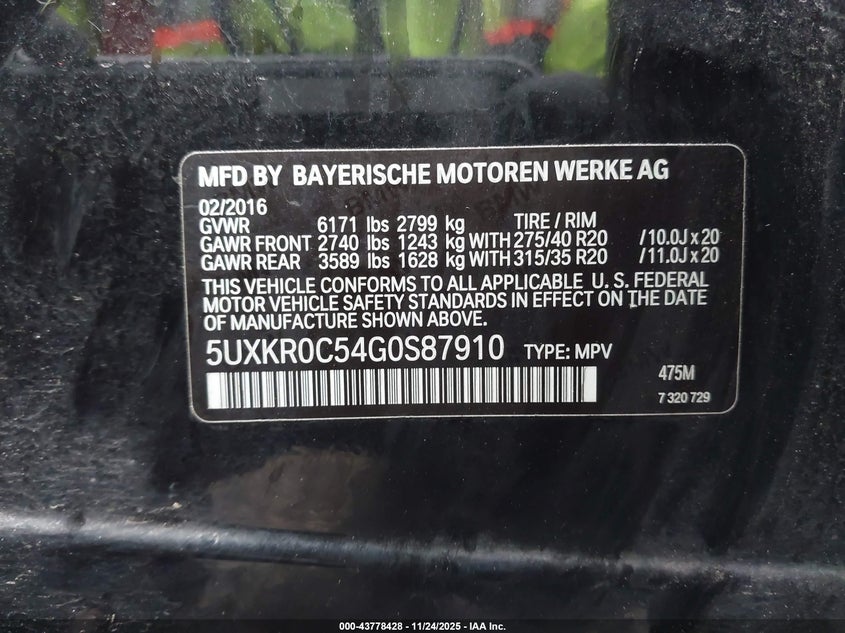 MFD BY BAYERISCHE MOTOREN WERKE AG
02/2016
GVWR 6171 lbs 2799 kg TIRE / RIM
GAWR FRONT 2740 lbs 1243 kg WITH 275/40 R20 /10.0J x 20
GAWR REAR 3589 lbs 1628 kg WITH 315/35 R20 /11.0J x 20
THIS VEHICLE CONFORMS TO ALL APPLICABLE U. S. FEDERAL
MOTOR VEHICLE SAFETY STANDARDS IN EFFECT ON THE DATE
OF MANUFACTURE SHOWN ABOVE.
5UXKR0C54G0S87910 TYPE: MPV
475M
7 320 729
000-43778428 - 11/24/2025 - IAA Inc.